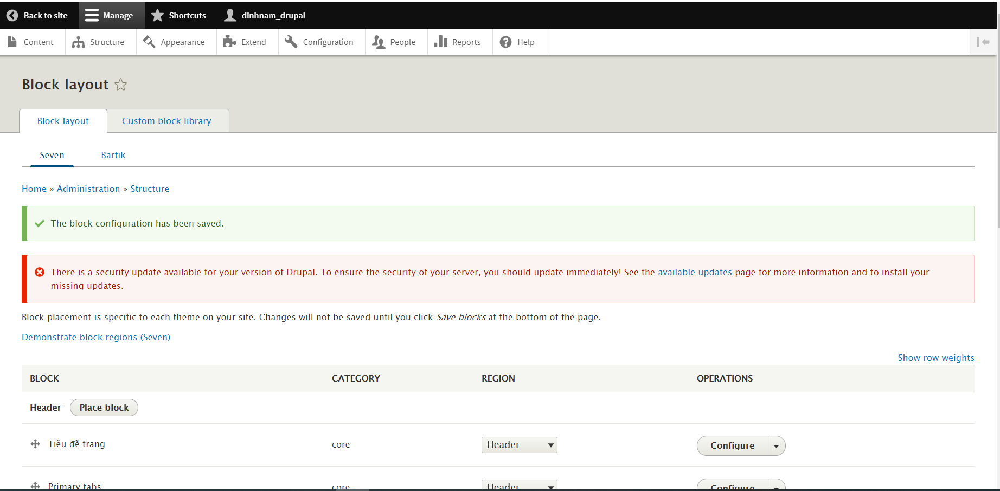 Back to site Manage Shortcuts dinhnam_drupal
Content Structure Appearance Extend Configuration People Reports Help
Block layout
Block layout Custom block library
Seven Bartik
Home » Administration » Structure
The block configuration has been saved.
There is a security update available for your version of Drupal. To ensure the security of your server, you should update immediately! See the available updates page for more information and to install your
missing updates.
Block placement is specific to each theme on your site. Changes will not be saved until you click Save blocks at the bottom of the page.
Demonstrate block regions (Seven)
Show row weights
BLOCK CATEGORY REGION OPERATIONS
Header Place block
Tiêu đề trang core Header Configure
Primary tabs core Header Configure